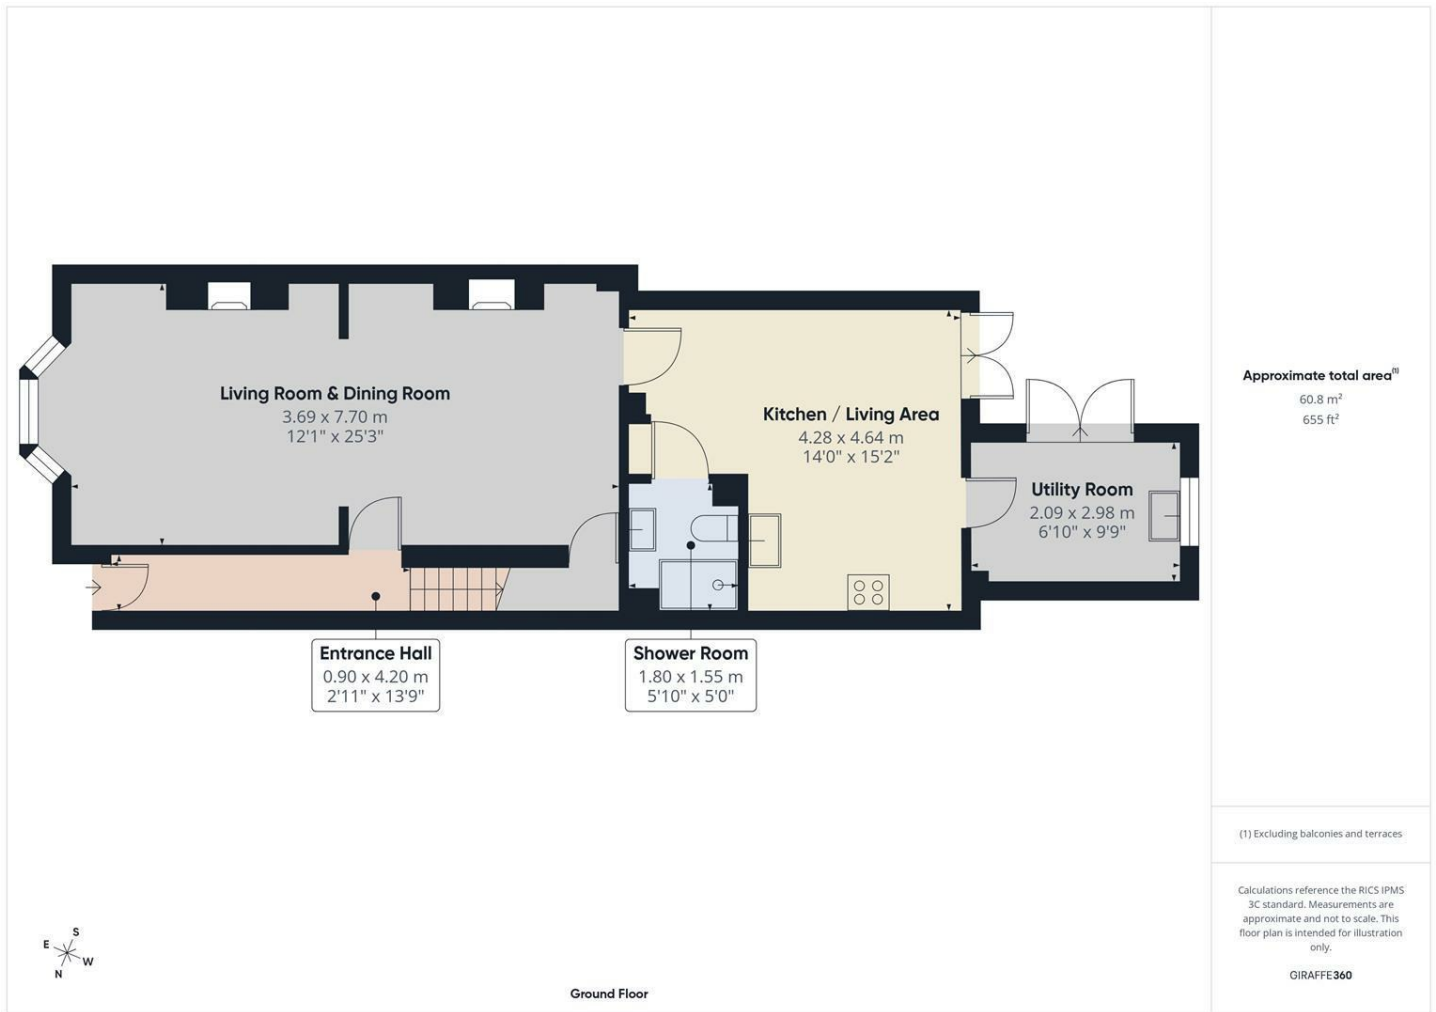 Living Room & Dining Room
3.69 x 7.70 m
12'1" x 25'3"
Kitchen / Living Area
4.28 x 4.64 m
14'0" x 15'2"
Utility Room
2.09 x 2.98 m
6'10" x 9'9"
Entrance Hall
0.90 x 4.20 m
2'11" x 13'9"
Shower Room
1.80 x 1.55 m
5'10" x 5'0"
S
E
W
N
Ground Floor
Approximate total area(1)
60.8 m²
655 ft²
(1) Excluding balconies and terraces
Calculations reference the RICS IPMS
3C standard. Measurements are
approximate and not to scale. This
floor plan is intended for illustration
only.
GIRAFFE360